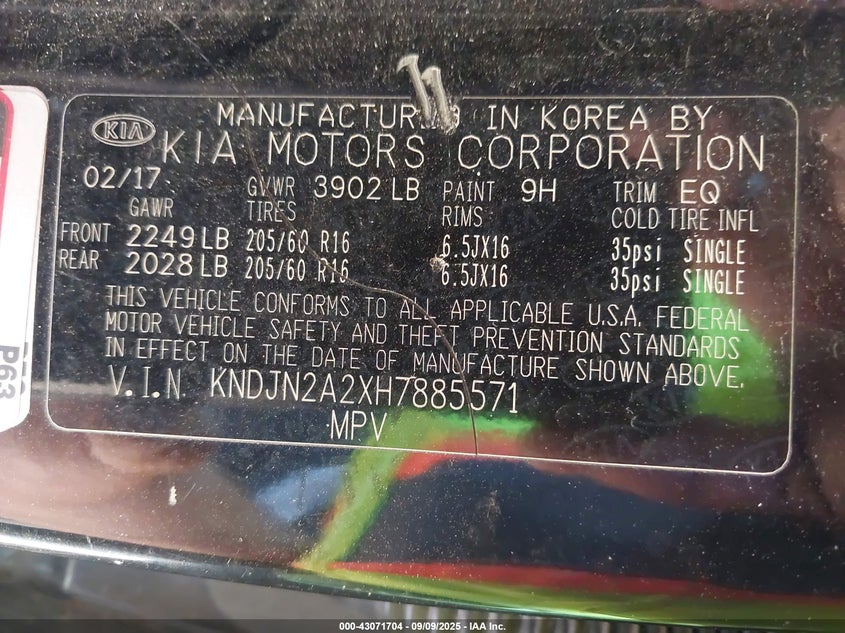 11
MANUFACTURED IN KOREA BY
KIA
KIA MOTORS CORPORATION
02/17 GVWR 3902 LB PAINT 9H TRIM EQ
GAWR TIRES RIMS COLD TIRE INFL
FRONT 2249 LB 205/60 R16 6.5JX16 35psi SINGLE
REAR 2028 LB 205/60 R16 6.5JX16 35psi SINGLE
THIS VEHICLE CONFORMS TO ALL APPLICABLE U.S.A. FEDERAL
MOTOR VEHICLE SAFETY AND THEFT PREVENTION STANDARDS
IN EFFECT ON THE DATE OF MANUFACTURE SHOWN ABOVE.
V.I.N. KNDJN2A2XH7885571
MPV
P63
000-43071704 - 09/09/2025 - IAA Inc.